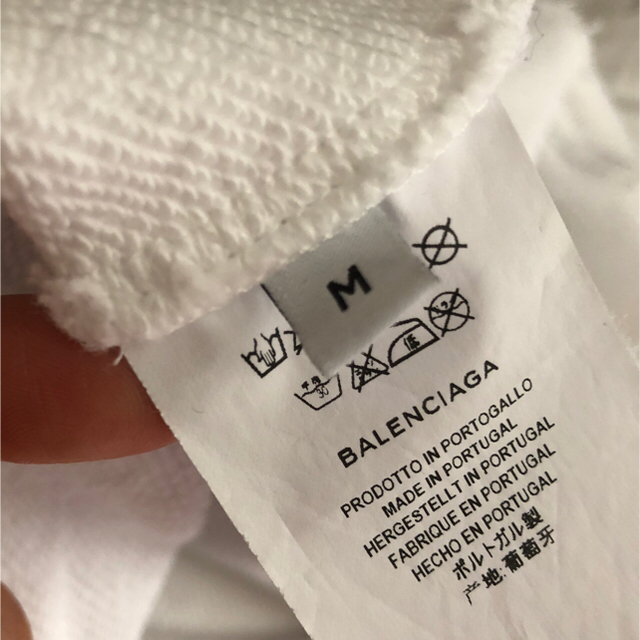 M
BALENCIAGA
PRODOTTO IN PORTOGALLO
MADE IN PORTUGAL
HERGESTELLT IN PORTUGAL
FABRIQUE EN PORTUGAL
HECHO EN PORTUGAL
ポルトガル製
产地:葡萄牙